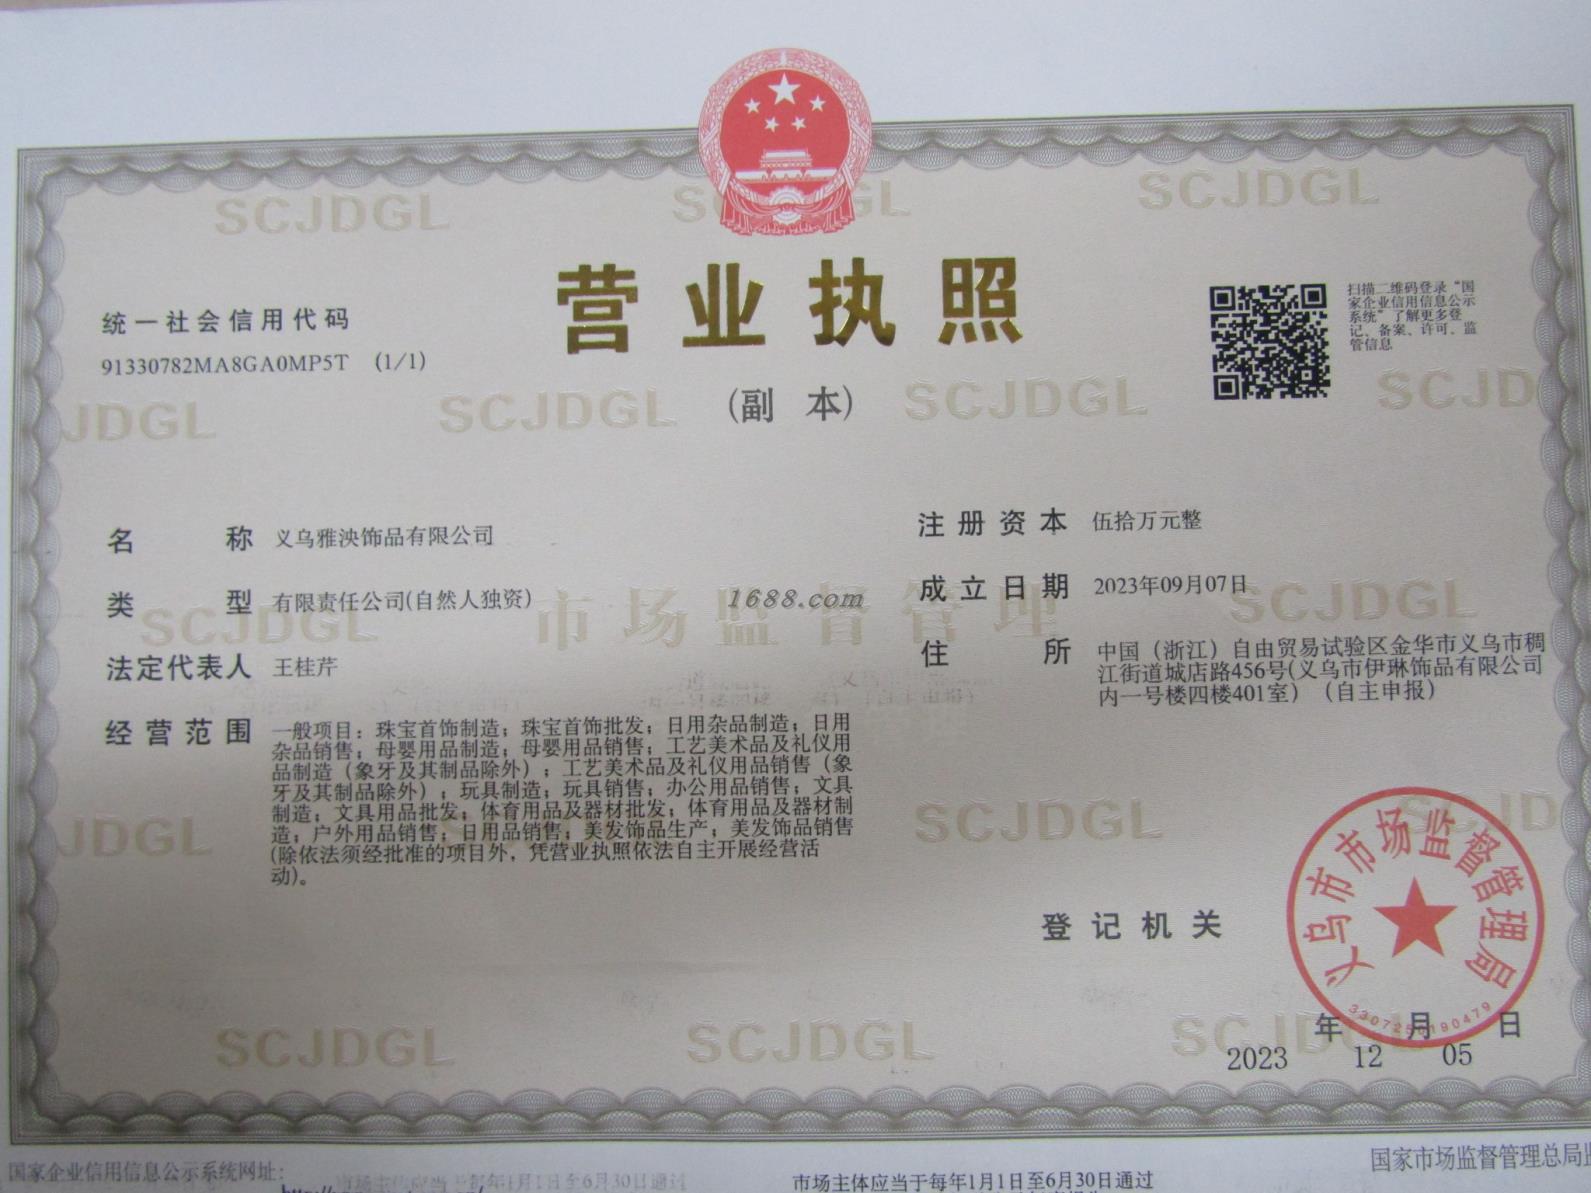 SCJDGL
SCJDGL
营业执照
(副 本)
统一社会信用代码
91330782MA8GA0MP5T (1/1)
扫描二维码登录“国
家企业信用信息公示
系统”了解更多登
记、备案、许可、监
管信息
JDGL
SCJDGL
SCJDGL
SCJD
名 称 义乌雅泱饰品有限公司
类 型 有限责任公司(自然人独资)
法定代表人 王桂芹
经营范围 一般项目：珠宝首饰制造；珠宝首饰批发；日用杂品制造；日用
杂品销售；母婴用品制造；母婴用品销售；工艺美术品及礼仪用
品制造（象牙及其制品除外）；工艺美术品及礼仪用品销售（象
牙及其制品除外）；玩具制造；玩具销售；办公用品销售；文具
制造；文具用品批发；体育用品及器材批发；体育用品及器材制
造；户外用品销售；日用品销售；美发饰品生产；美发饰品销售
(除依法须经批准的项目外，凭营业执照依法自主开展经营活
动)。
1688.com
市场监督管理
SCJDGL
SCJDGL
注册资本 伍拾万元整
成立日期 2023年09月07日
住 所 中国（浙江）自由贸易试验区金华市义乌市稠
江街道城店路456号(义乌市伊琳饰品有限公司
内一号楼四楼401室）（自主申报）
JDGL
SCJDGL
登记机关
义乌市市场监督管理局
年 月 日
2023 12 05
SCJDGL
SCJDGL
SCJDGL
国家企业信用信息公示系统网址：
市场主体应当于每年1月1日至6月30日通过
国家市场监督管理总局监